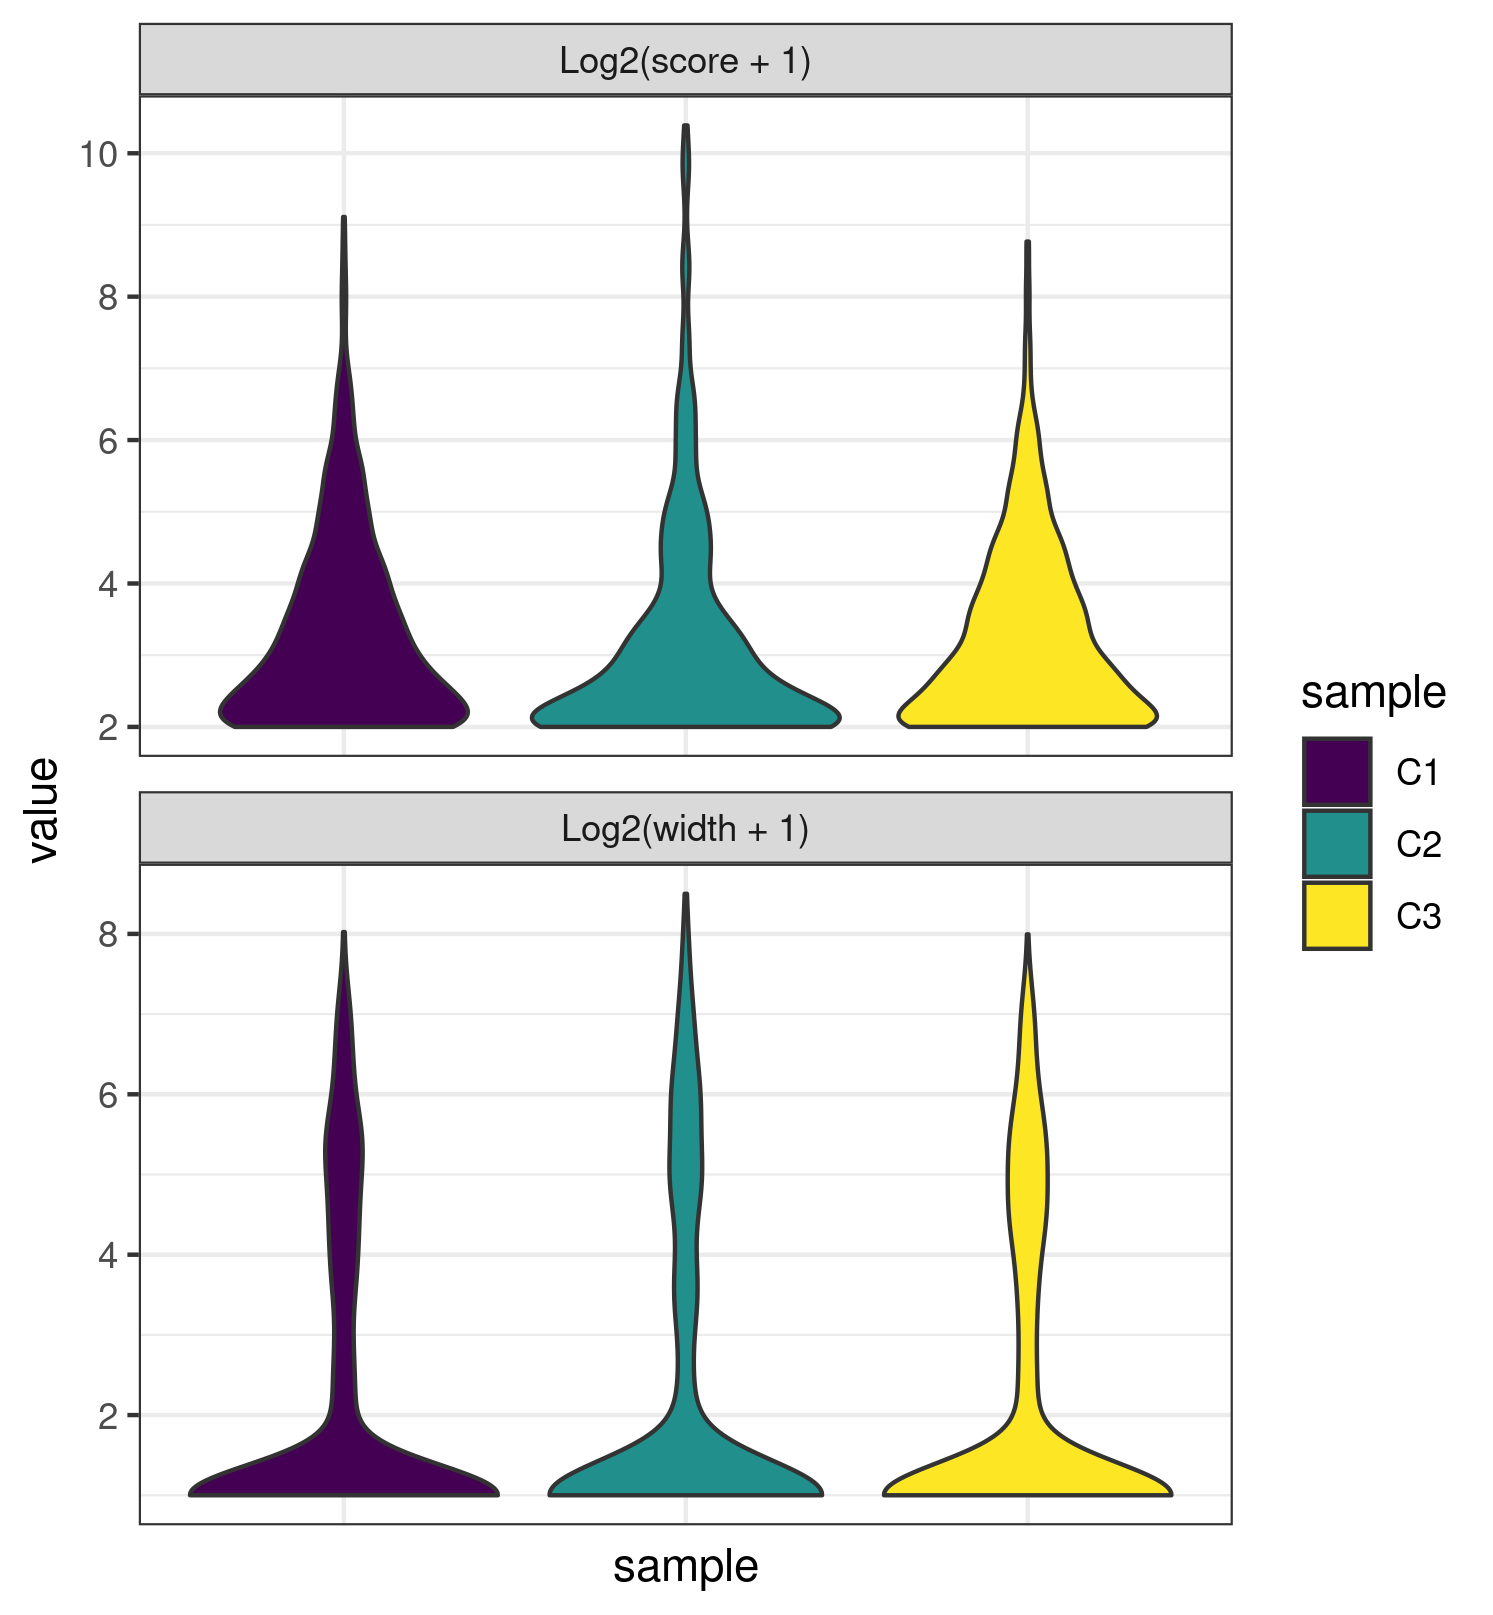 Log2(score + 1)
10
8
6
4
2
Log2(width + 1)
8
6
4
2
value
sample
sample
C1
C2
C3